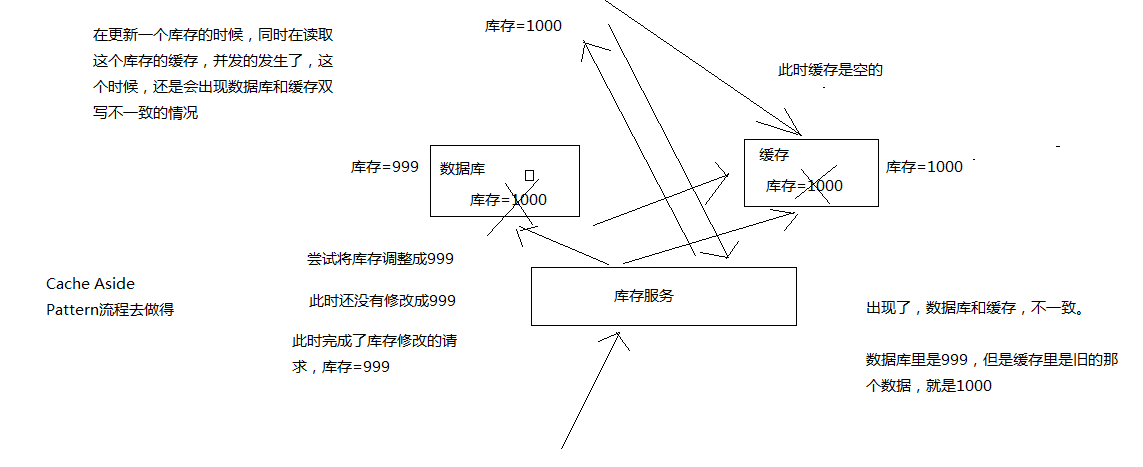 在更新一个库存的时候，同时在读取
这个库存的缓存，并发的发生了，这
个时候，还是会出现数据库和缓存双
写不一致的情况
库存=1000
此时缓存是空的
库存=999
数据库
库存=1000
缓存
库存=1000
库存=1000
尝试将库存调整成999
此时还没有修改成999
此时完成了库存修改的请
求，库存=999
Cache Aside
Pattern流程去做得
库存服务
出现了，数据库和缓存，不一致。
数据库里是999，但是缓存里是旧的那
个数据，就是1000